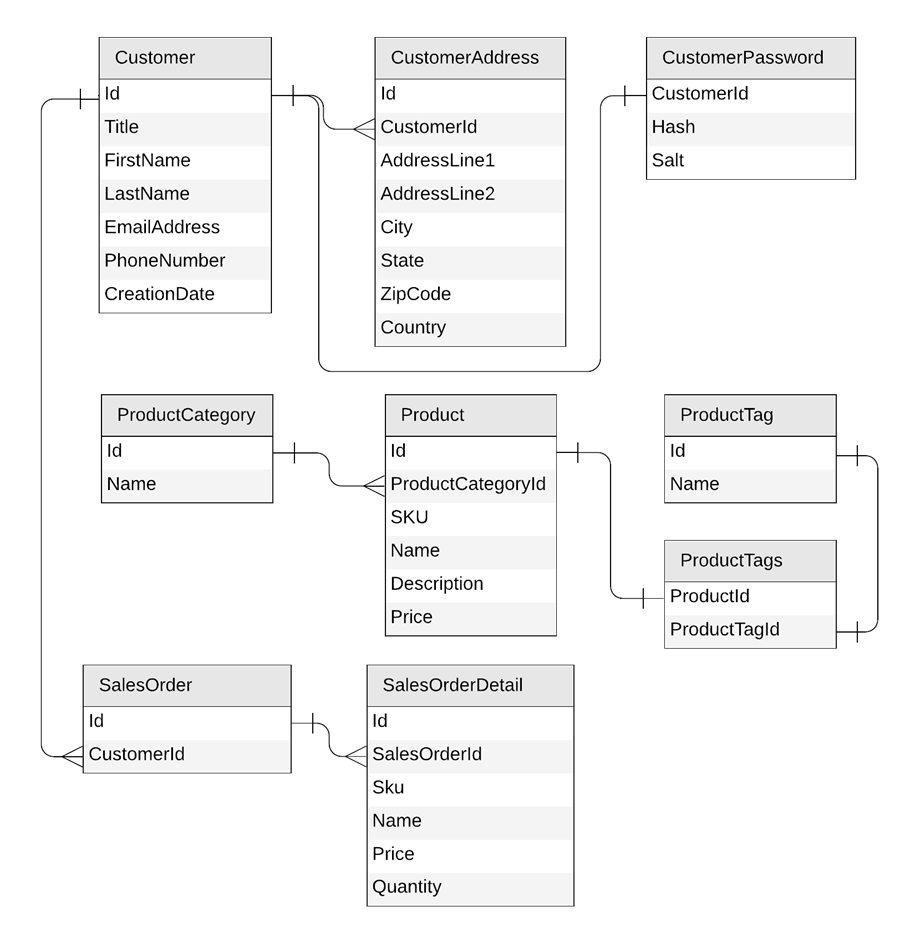 Customer
Id
Title
FirstName
LastName
EmailAddress
PhoneNumber
CreationDate
CustomerAddress
Id
CustomerId
AddressLine1
AddressLine2
City
State
ZipCode
Country
CustomerPassword
CustomerId
Hash
Salt
ProductCategory
Id
Name
Product
Id
ProductCategoryId
SKU
Name
Description
Price
ProductTag
Id
Name
ProductTags
ProductId
ProductTagId
SalesOrder
Id
CustomerId
SalesOrderDetail
Id
SalesOrderId
Sku
Name
Price
Quantity